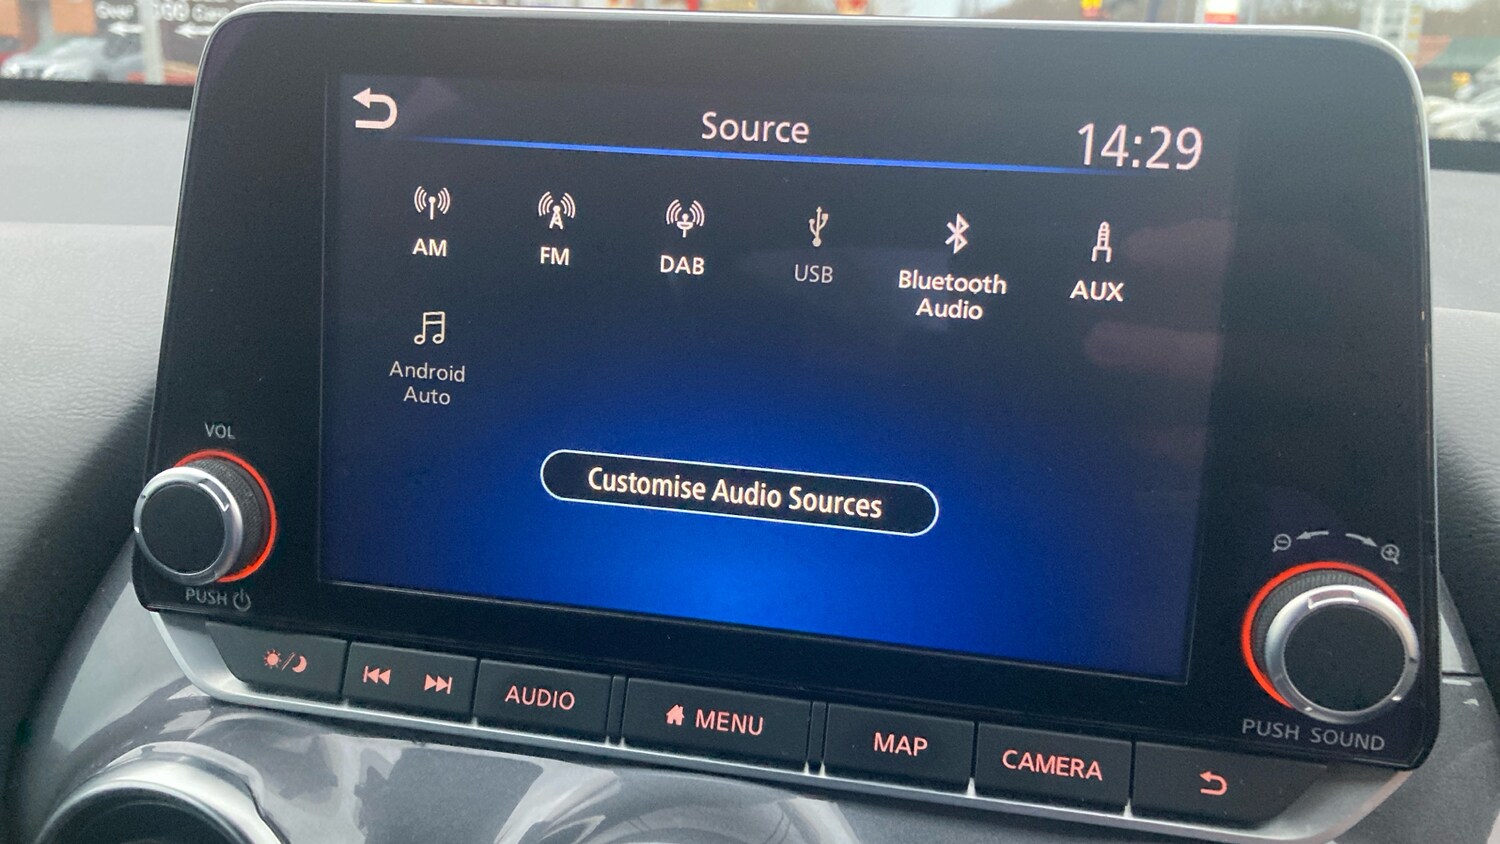 Over
Source
14:29
AM
FM
DAB
USB
Bluetooth
Audio
AUX
Android
Auto
Customise Audio Sources
VOL
PUSH
PUSH SOUND
AUDIO
MENU
MAP
CAMERA